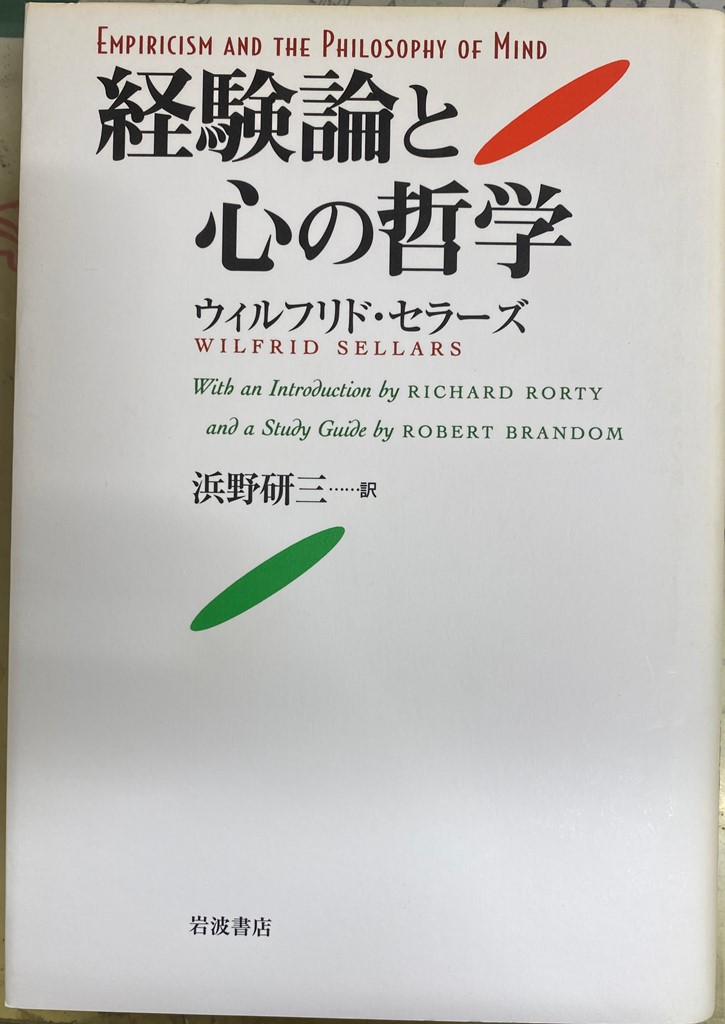 EMPIRICISM AND THE PHILOSOPHY OF MIND
経験論と
心の哲学
ウィルフリド・セラーズ
WILFRID SELLARS
With an Introduction by RICHARD RORTY
and a Study Guide by ROBERT BRANDOM
浜野研三……訳
岩波書店